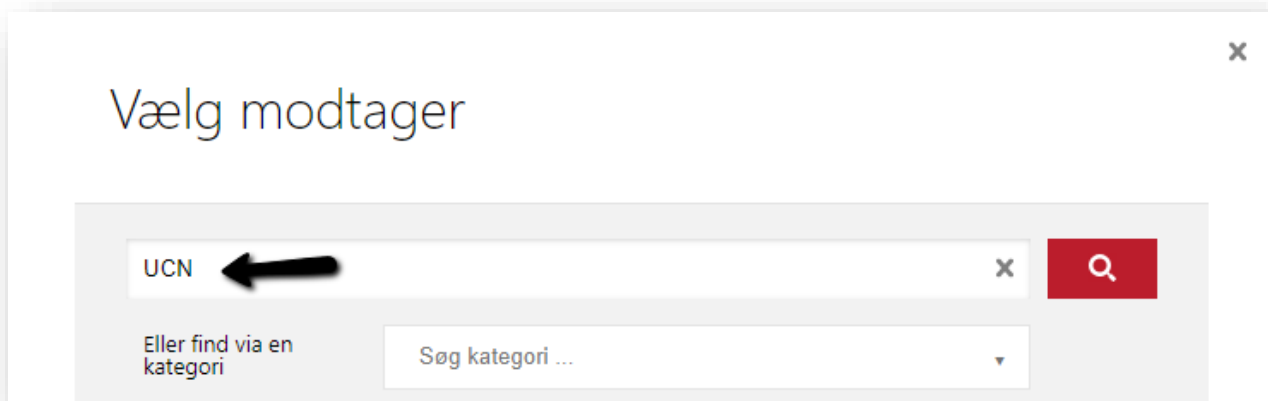 Vælg modtager
UCN
Eller find via en
kategori
Søg kategori ...